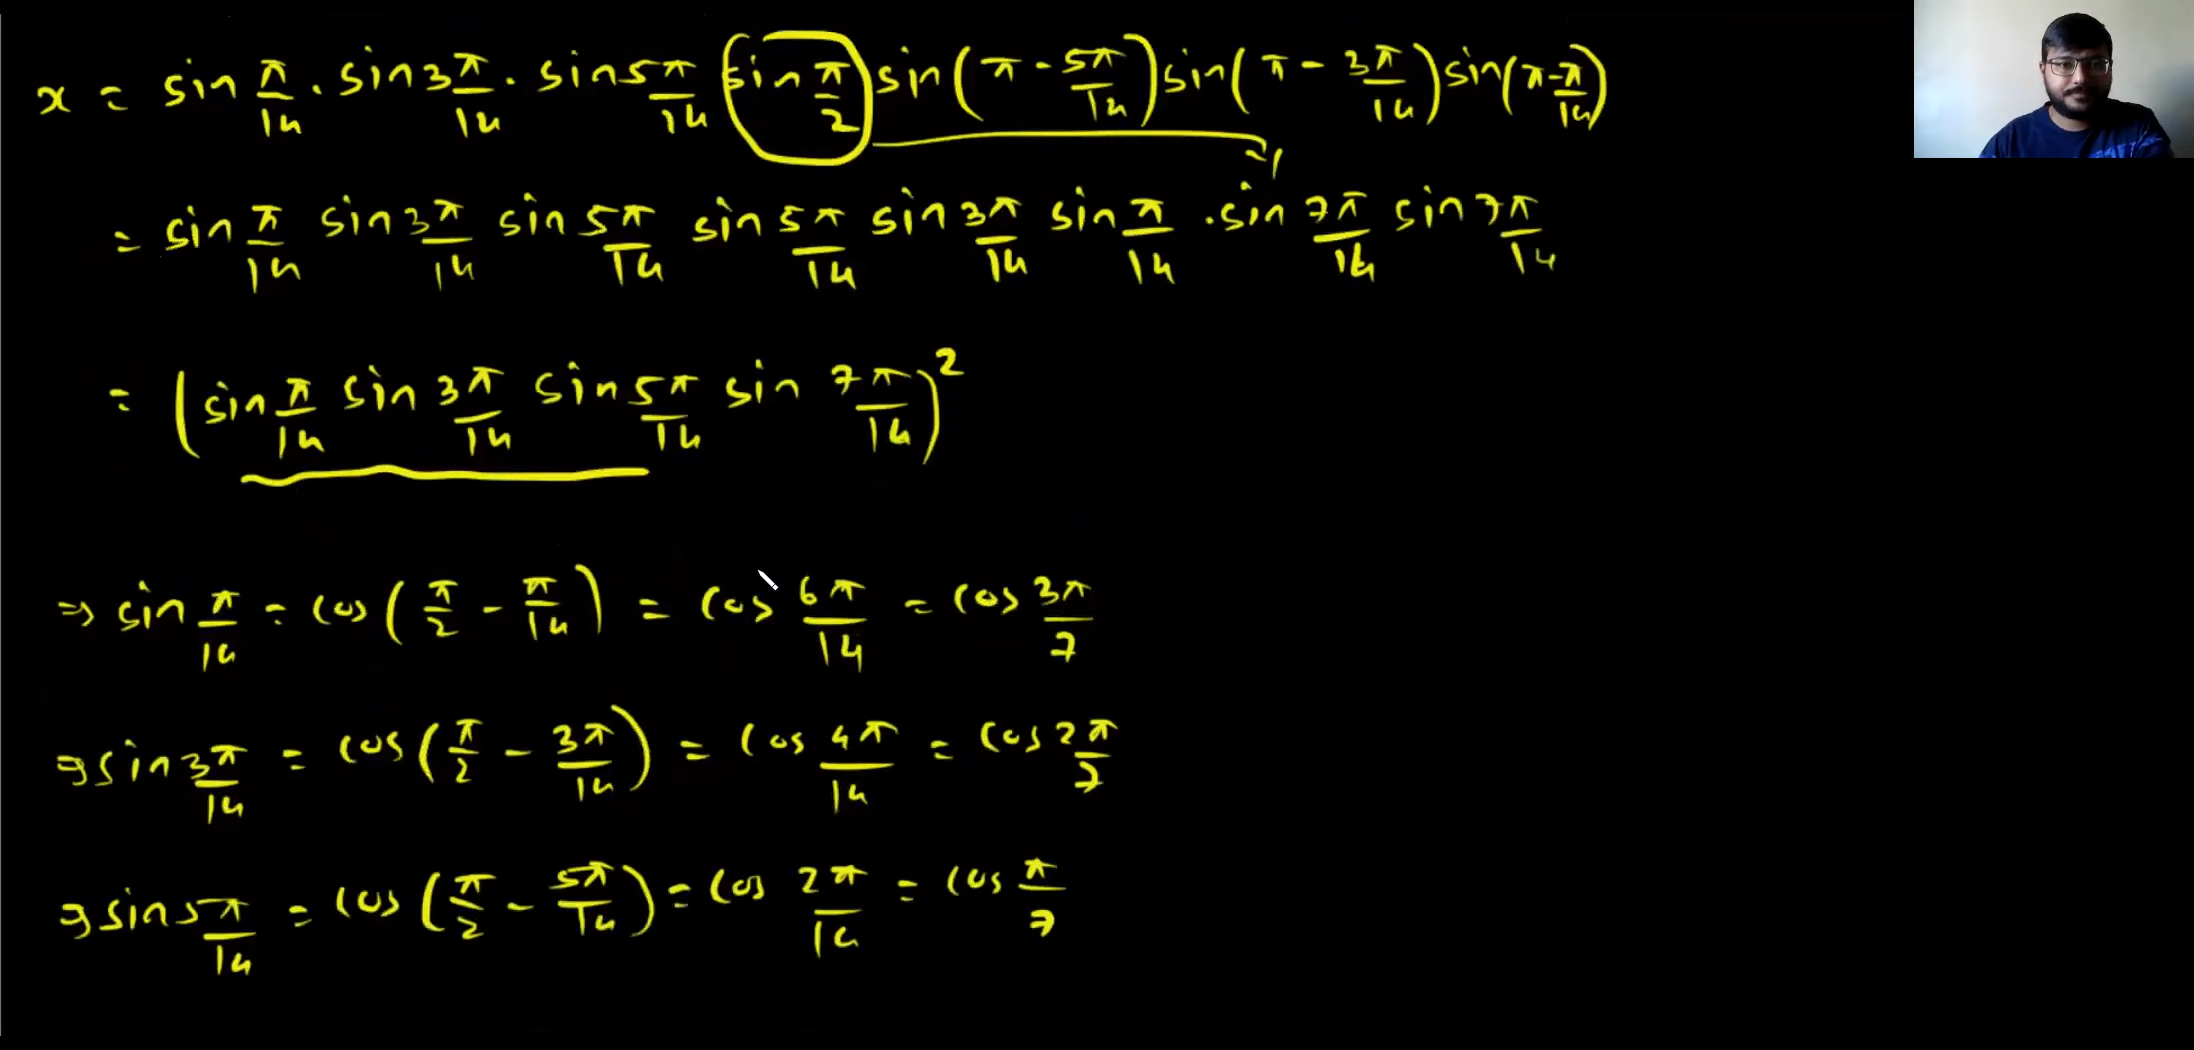 x = sin π/14 . sin 3π/14 . sin 5π/14 sin π/2 sin(π - 5π/14) sin(π - 3π/14) sin(π - π/14)
=1
= sin π/14 sin 3π/14 sin 5π/14 sin 5π/14 sin 3π/14 sin π/14 . sin 7π/14 sin 7π/14
= (sin π/14 sin 3π/14 sin 5π/14 sin 7π/14)²
⇒ sin π/14 = cos(π/2 - π/14) = cos 6π/14 = cos 3π/7
⇒ sin 3π/14 = cos(π/2 - 3π/14) = cos 4π/14 = cos 2π/7
⇒ sin 5π/14 = cos(π/2 - 5π/14) = cos 2π/14 = cos π/7